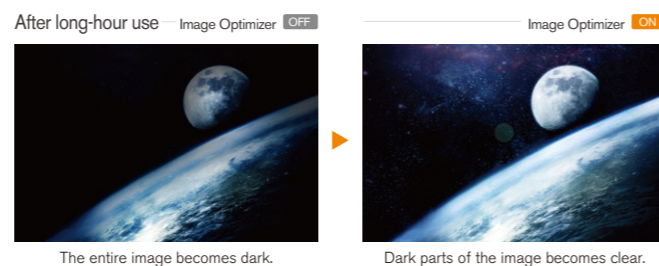 After long-hour use Image Optimizer OFF
Image Optimizer ON
The entire image becomes dark.
Dark parts of the image becomes clear.